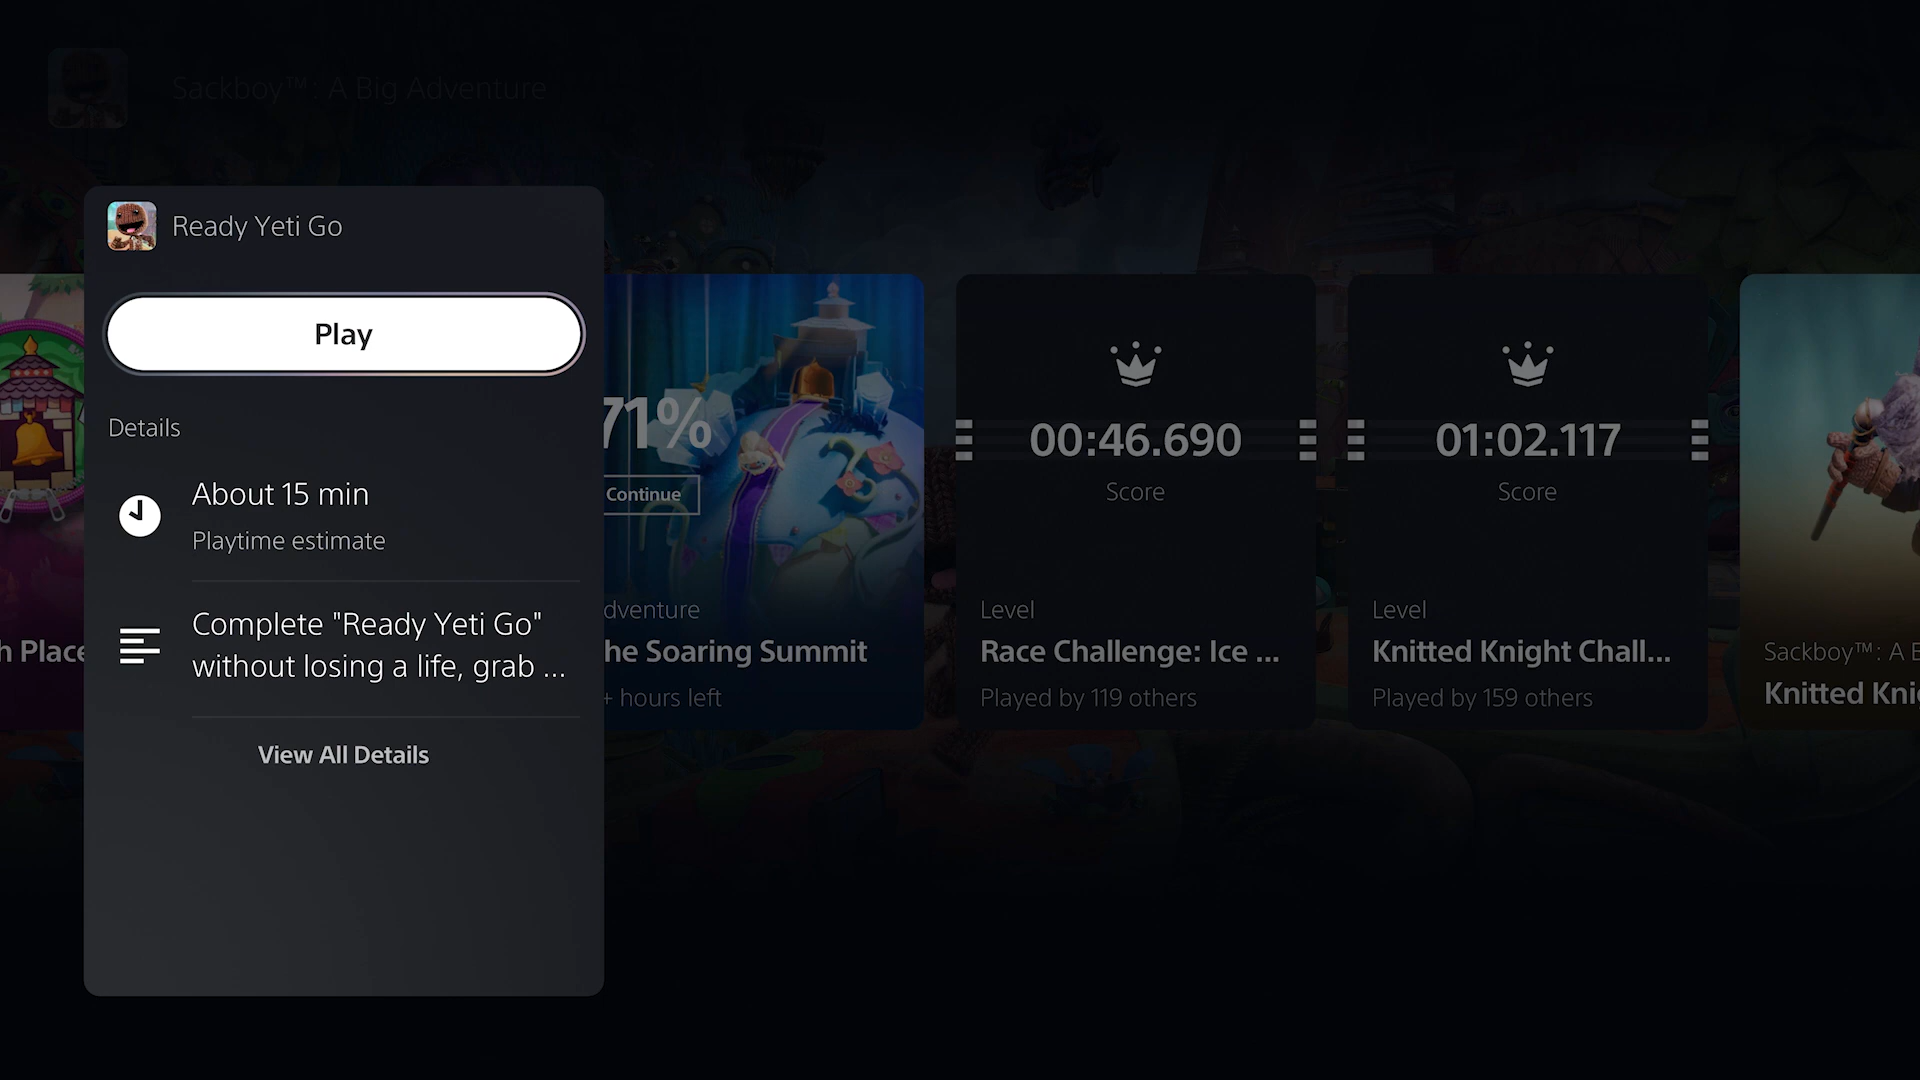 Sackboy™: A Big Adventure
Ready Yeti Go
Play
Details
About 15 min
Playtime estimate
Complete "Ready Yeti Go"
without losing a life, grab ...
View All Details
h Place
71%
Continue
dventure
he Soaring Summit
+ hours left
00:46.690
Score
Level
Race Challenge: Ice ...
Played by 119 others
01:02.117
Score
Level
Knitted Knight Chall...
Played by 159 others
Sackboy™: A B
Knitted Knig